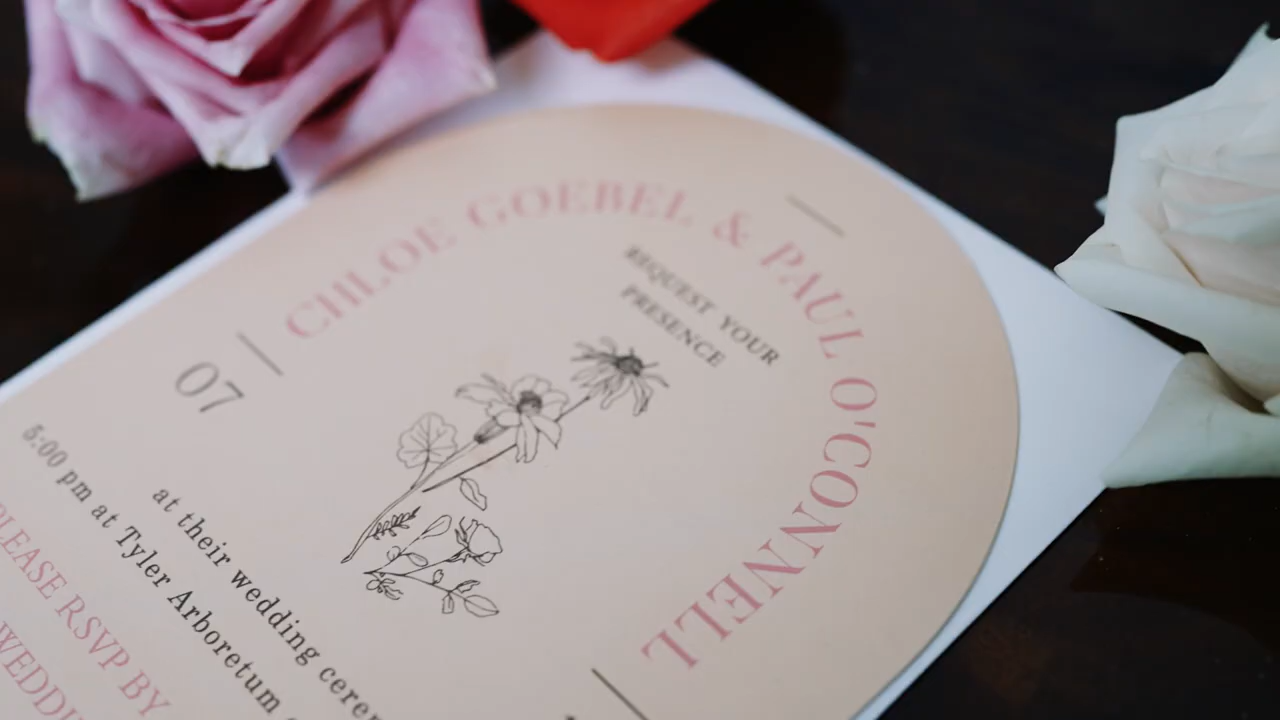 CHLOE GOEBEL & PAUL O'CONNELL
REQUEST YOUR
PRESENCE
07
at their wedding
5:00 pm at Tyler Arboretum
PLEASE RSVP BY